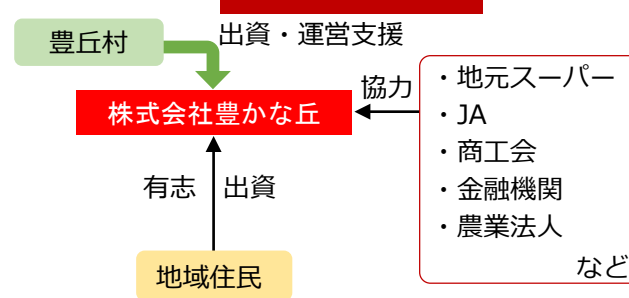 出資・運営支援
豊丘村
協力
株式会社豊かな丘
・地元スーパー
・JA
・商工会
・金融機関
・農業法人
など
有志 出資
地域住民